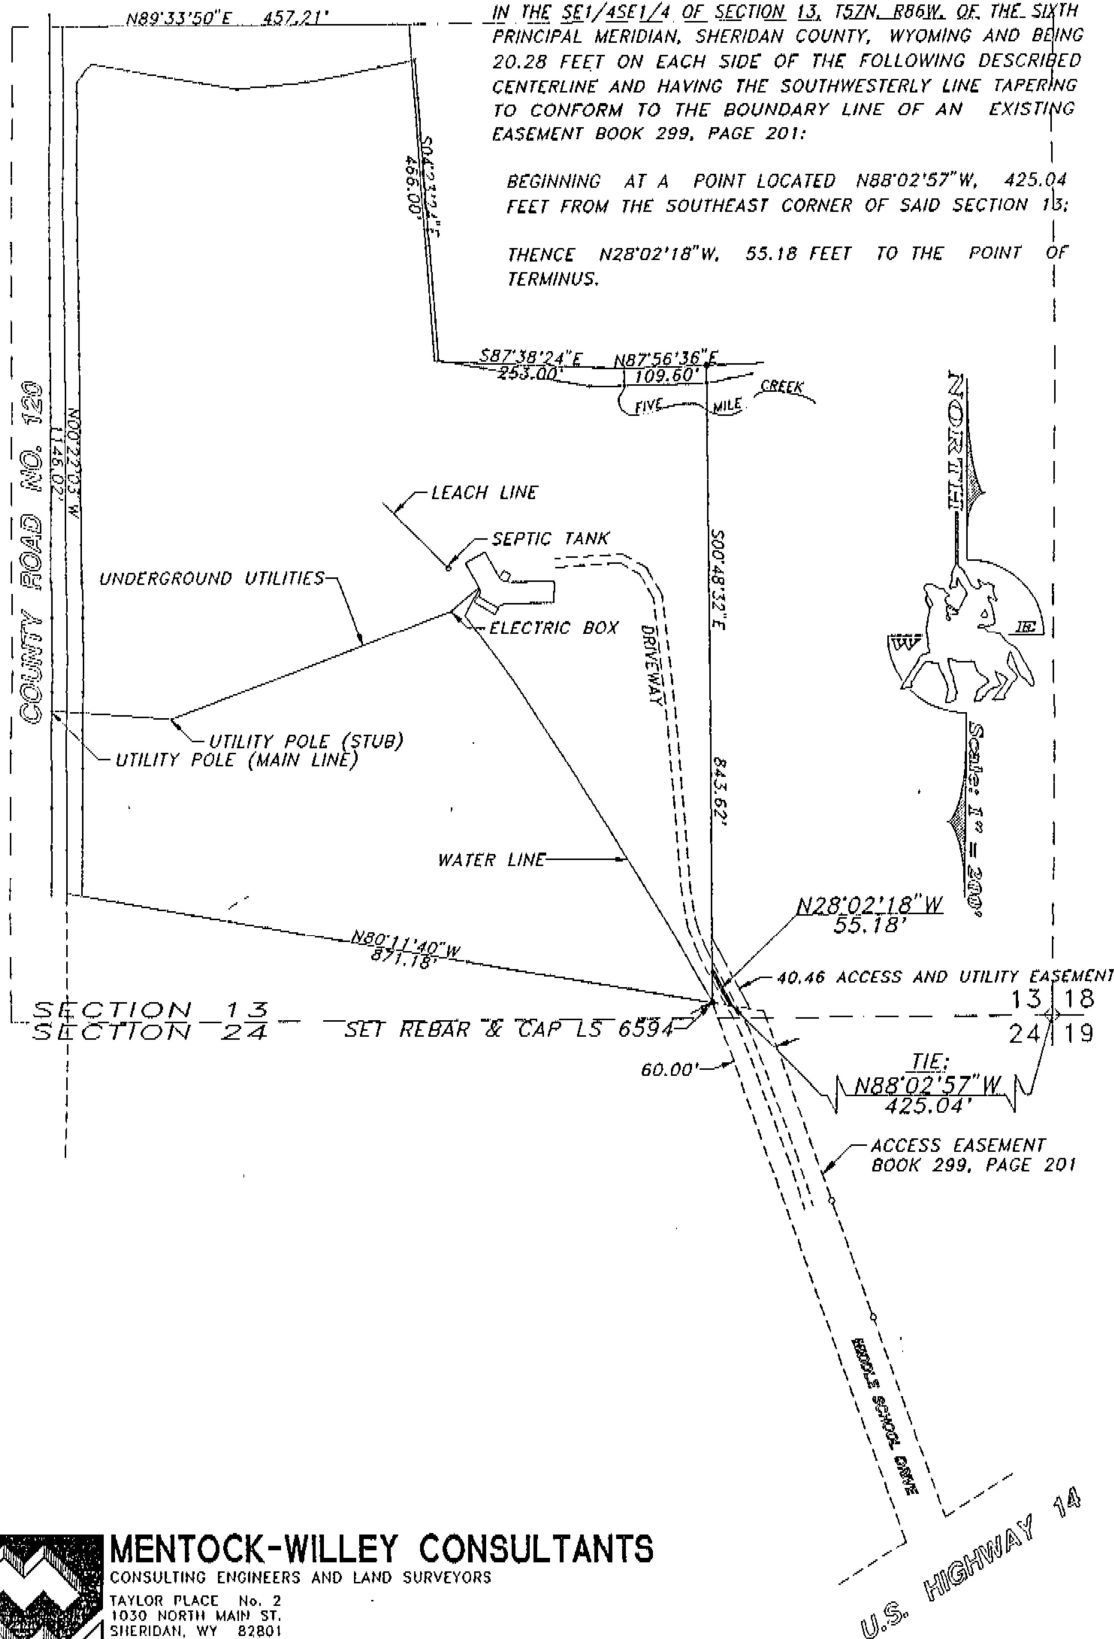 N89°33'50"E 457.21'
IN THE SE1/4SE1/4 OF SECTION 13, T57N, R86W, OF THE SIXTH
PRINCIPAL MERIDIAN, SHERIDAN COUNTY, WYOMING AND BEING
20.28 FEET ON EACH SIDE OF THE FOLLOWING DESCRIBED
CENTERLINE AND HAVING THE SOUTHWESTERLY LINE TAPERING
TO CONFORM TO THE BOUNDARY LINE OF AN EXISTING
EASEMENT BOOK 299, PAGE 201:
BEGINNING AT A POINT LOCATED N88°02'57"W, 425.04
FEET FROM THE SOUTHEAST CORNER OF SAID SECTION 13;
THENCE N28°02'18"W, 55.18 FEET TO THE POINT OF
TERMINUS.
466.00'
S87°38'24"E
253.00'
N87°56'36"E
109.60'
FIVE MILE CREEK
COUNTY ROAD NO. 120
N00°22'03"W
1146.02'
NORTH
W
E
Scale: 1" = 200'
LEACH LINE
SEPTIC TANK
UNDERGROUND UTILITIES
ELECTRIC BOX
DRIVEWAY
S00°48'32"E
843.62'
UTILITY POLE (STUB)
UTILITY POLE (MAIN LINE)
WATER LINE
N28°02'18"W
55.18'
N80°11'40"W
871.18'
40.46 ACCESS AND UTILITY EASEMENT
SECTION 13
SECTION 24
SET REBAR & CAP LS 6594
13 18
24 19
60.00'
TIE:
N88°02'57"W
425.04'
ACCESS EASEMENT
BOOK 299, PAGE 201
MIDDLE SCHOOL DRIVE
U.S. HIGHWAY 14
MENTOCK-WILLEY CONSULTANTS
CONSULTING ENGINEERS AND LAND SURVEYORS
TAYLOR PLACE No. 2
1030 NORTH MAIN ST.
SHERIDAN, WY 82801